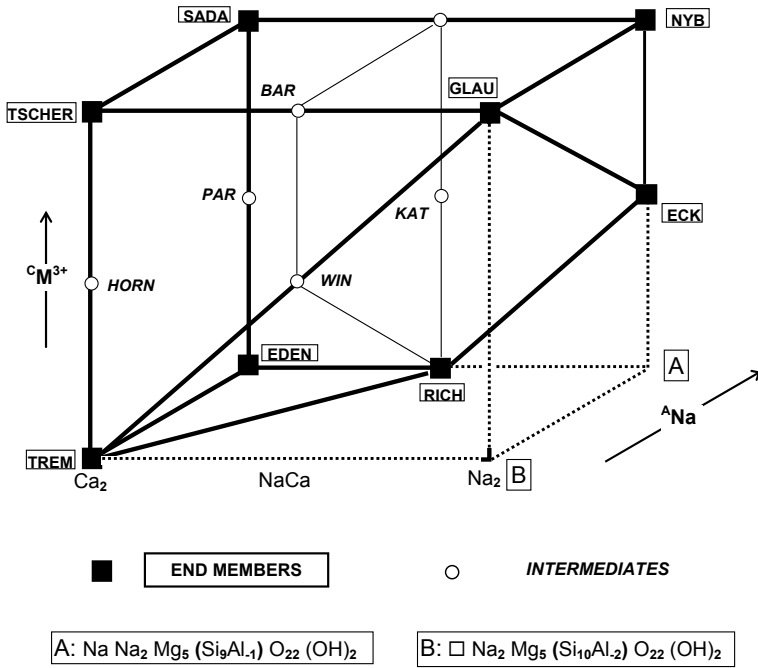 SADA
NYB
BAR
GLAU
TSCHER
PAR
KAT
ECK
ᶜM³⁺
HORN
WIN
EDEN
A
RICH
ᴬNa
TREM
Ca₂
NaCa
Na₂
B
END MEMBERS
INTERMEDIATES
A: Na Na₂ Mg₅ (Si₉Al₋₁) O₂₂ (OH)₂
B: □ Na₂ Mg₅ (Si₁₀Al₋₂) O₂₂ (OH)₂